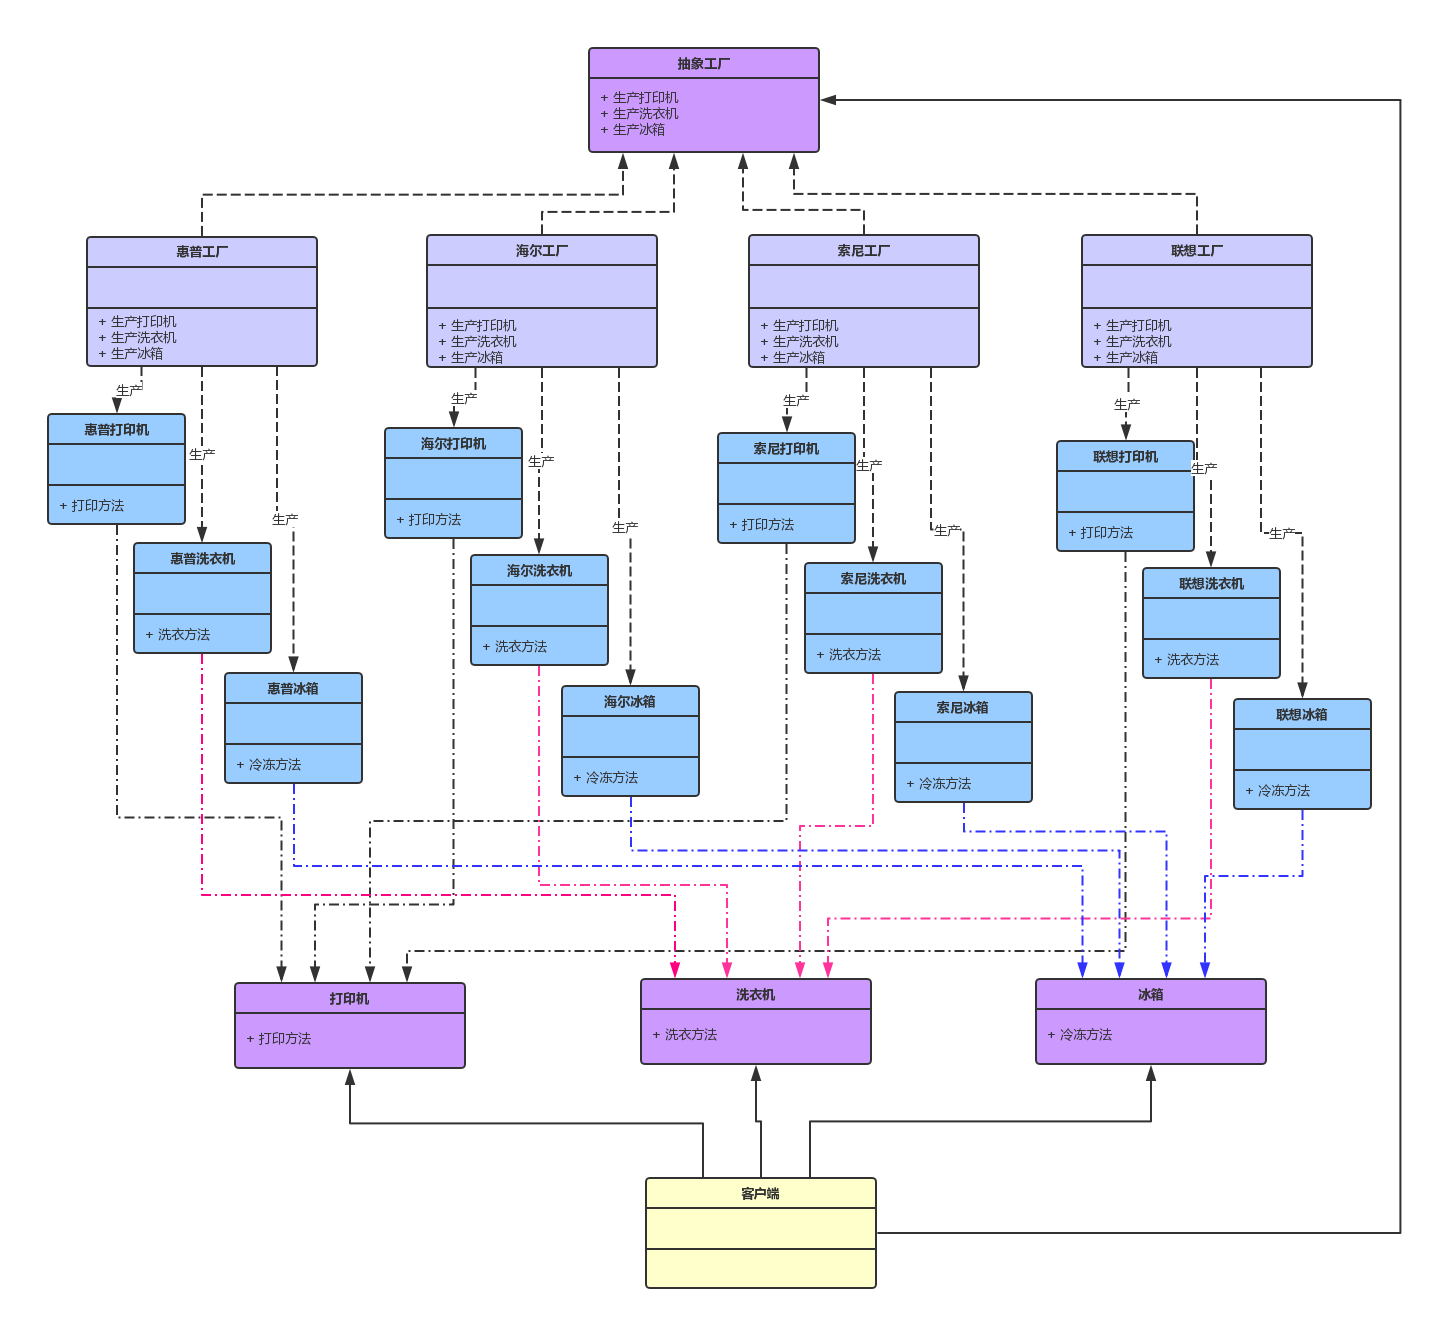 抽象工厂
+ 生产打印机
+ 生产洗衣机
+ 生产冰箱
惠普工厂
+ 生产打印机
+ 生产洗衣机
+ 生产冰箱
海尔工厂
+ 生产打印机
+ 生产洗衣机
+ 生产冰箱
索尼工厂
+ 生产打印机
+ 生产洗衣机
+ 生产冰箱
联想工厂
+ 生产打印机
+ 生产洗衣机
+ 生产冰箱
生产
生产
生产
惠普打印机
+ 打印方法
惠普洗衣机
+ 洗衣方法
惠普冰箱
+ 冷冻方法
生产
生产
生产
海尔打印机
+ 打印方法
海尔洗衣机
+ 洗衣方法
海尔冰箱
+ 冷冻方法
生产
生产
生产
索尼打印机
+ 打印方法
索尼洗衣机
+ 洗衣方法
索尼冰箱
+ 冷冻方法
生产
生产
生产
联想打印机
+ 打印方法
联想洗衣机
+ 洗衣方法
联想冰箱
+ 冷冻方法
打印机
+ 打印方法
洗衣机
+ 洗衣方法
冰箱
+ 冷冻方法
客户端